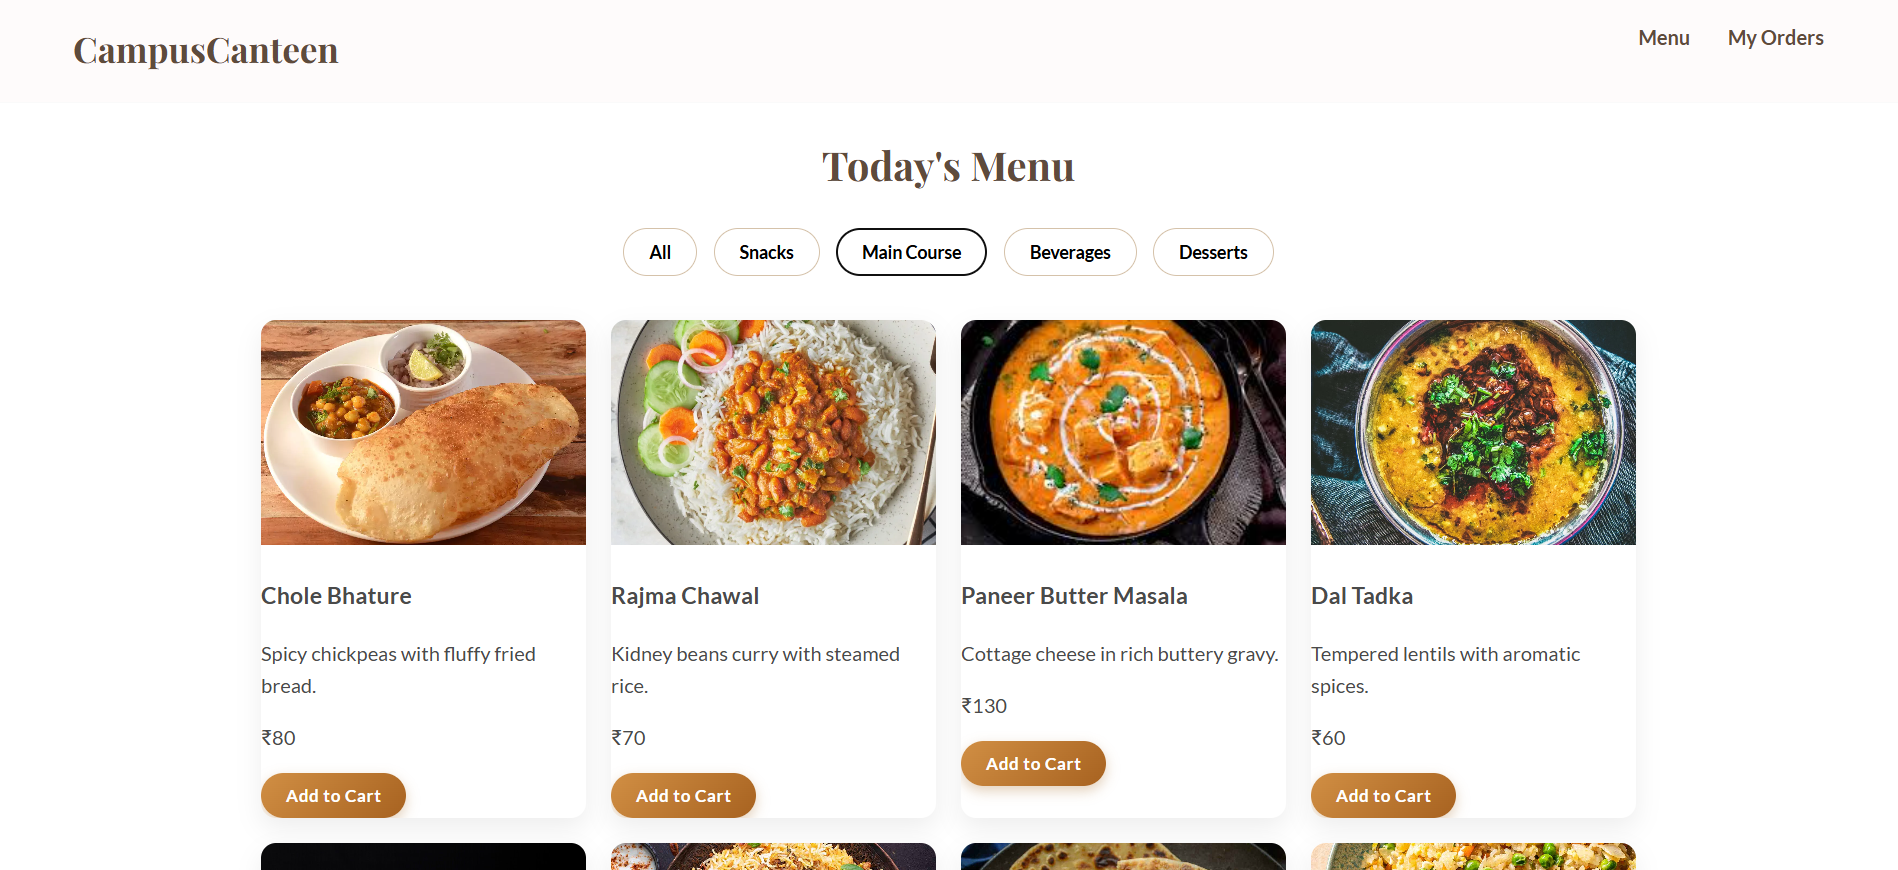 CampusCanteen
Menu
My Orders
Today's Menu
All
Snacks
Main Course
Beverages
Desserts
Chole Bhature
Spicy chickpeas with fluffy fried
bread.
₹80
Add to Cart
Rajma Chawal
Kidney beans curry with steamed
rice.
₹70
Add to Cart
Paneer Butter Masala
Cottage cheese in rich buttery gravy.
₹130
Add to Cart
Dal Tadka
Tempered lentils with aromatic
spices.
₹60
Add to Cart